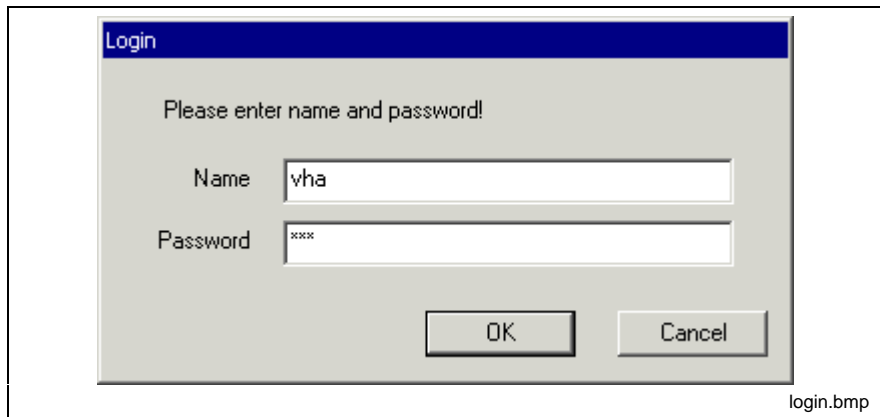 Login
Please enter name and password!
Name vha
Password ***
OK Cancel
login.bmp